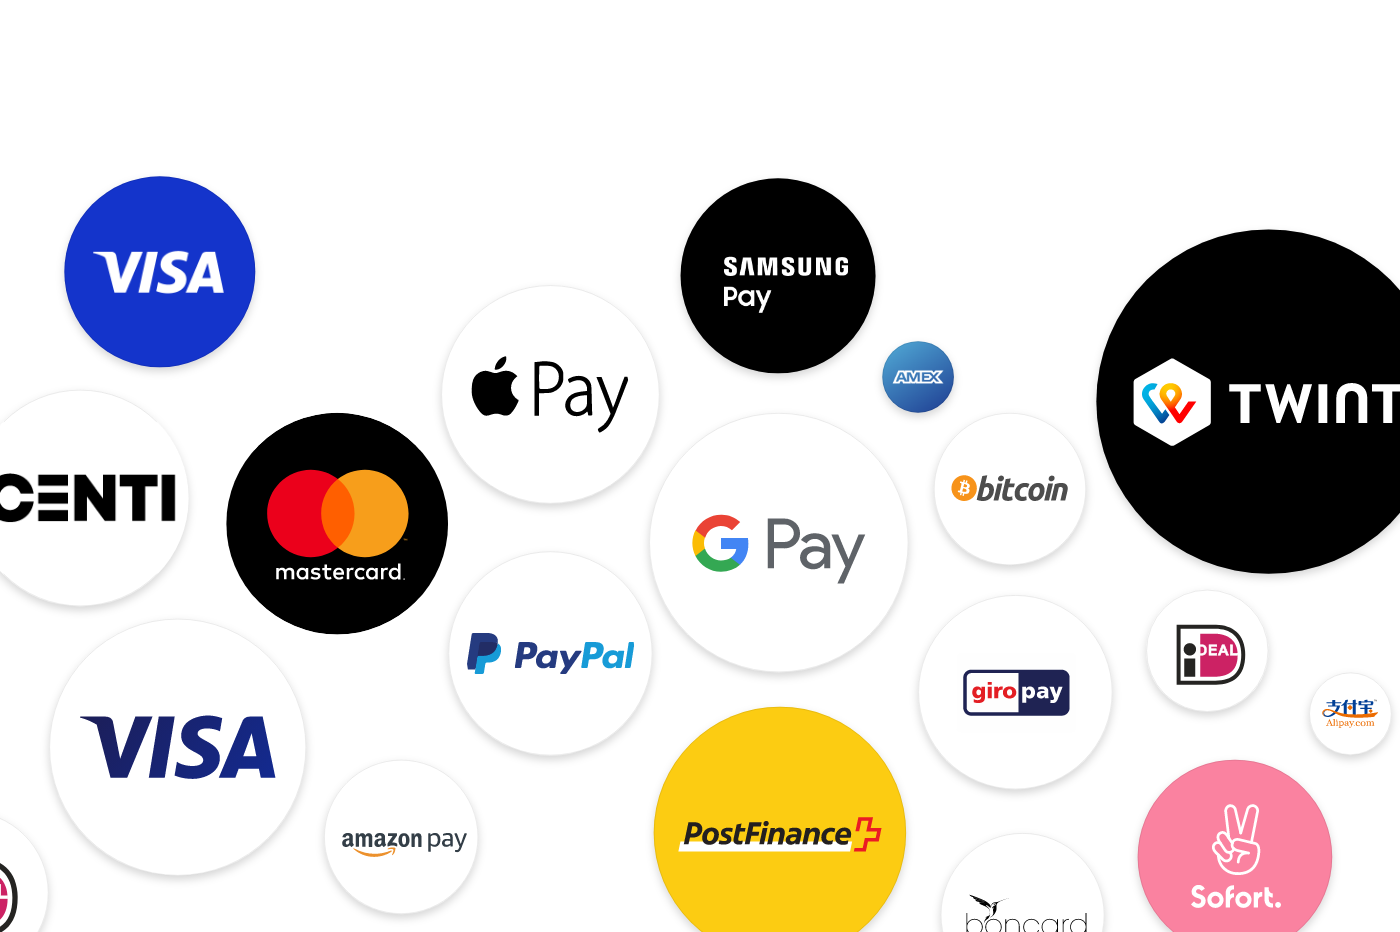 VISA
SAMSUNG
Pay
Pay
AMEX
TWINT
CENTI
mastercard.
bitcoin
G Pay
PayPal
iDEAL
giropay
支付宝
Alipay.com
VISA
amazon pay
PostFinance
Sofort.
boncard